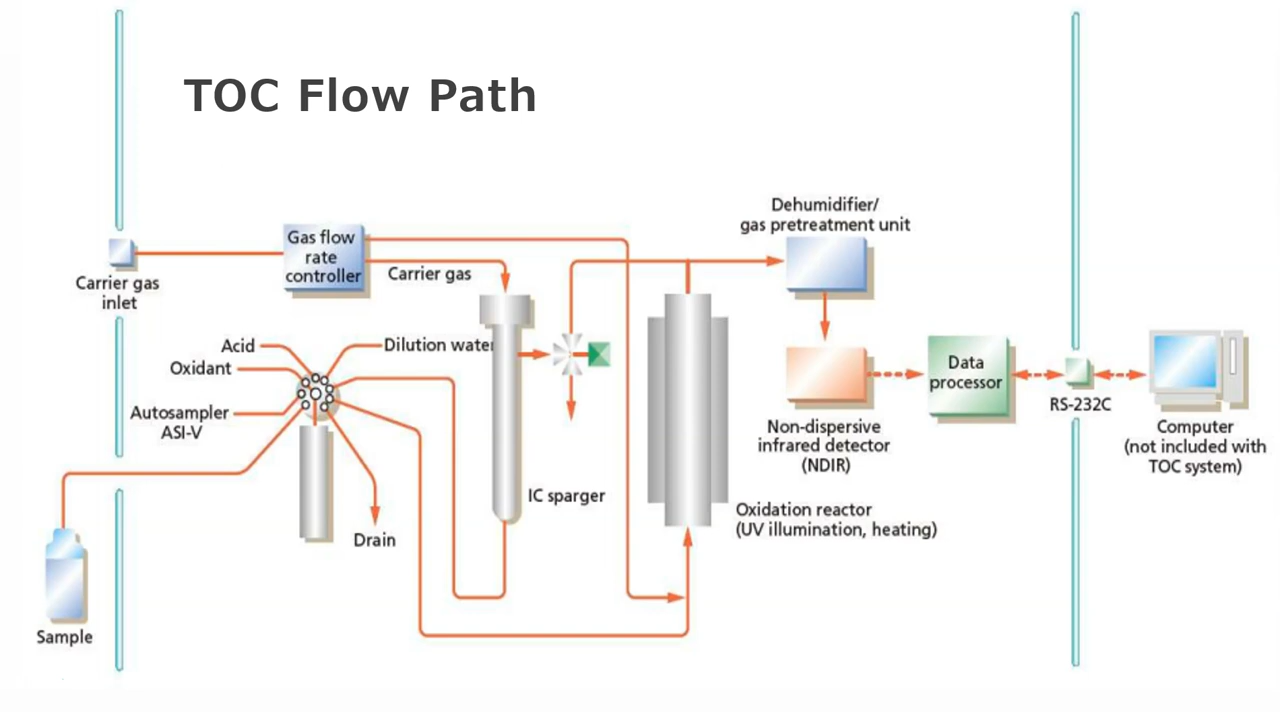 TOC Flow Path
Dehumidifier/
gas pretreatment unit
Gas flow
rate
controller
Carrier gas
Carrier gas
inlet
Acid
Dilution water
Oxidant
Autosampler
ASI-V
Data
processor
RS-232C
Non-dispersive
infrared detector
(NDIR)
Computer
(not included with
TOC system)
IC sparger
Oxidation reactor
(UV illumination, heating)
Drain
Sample